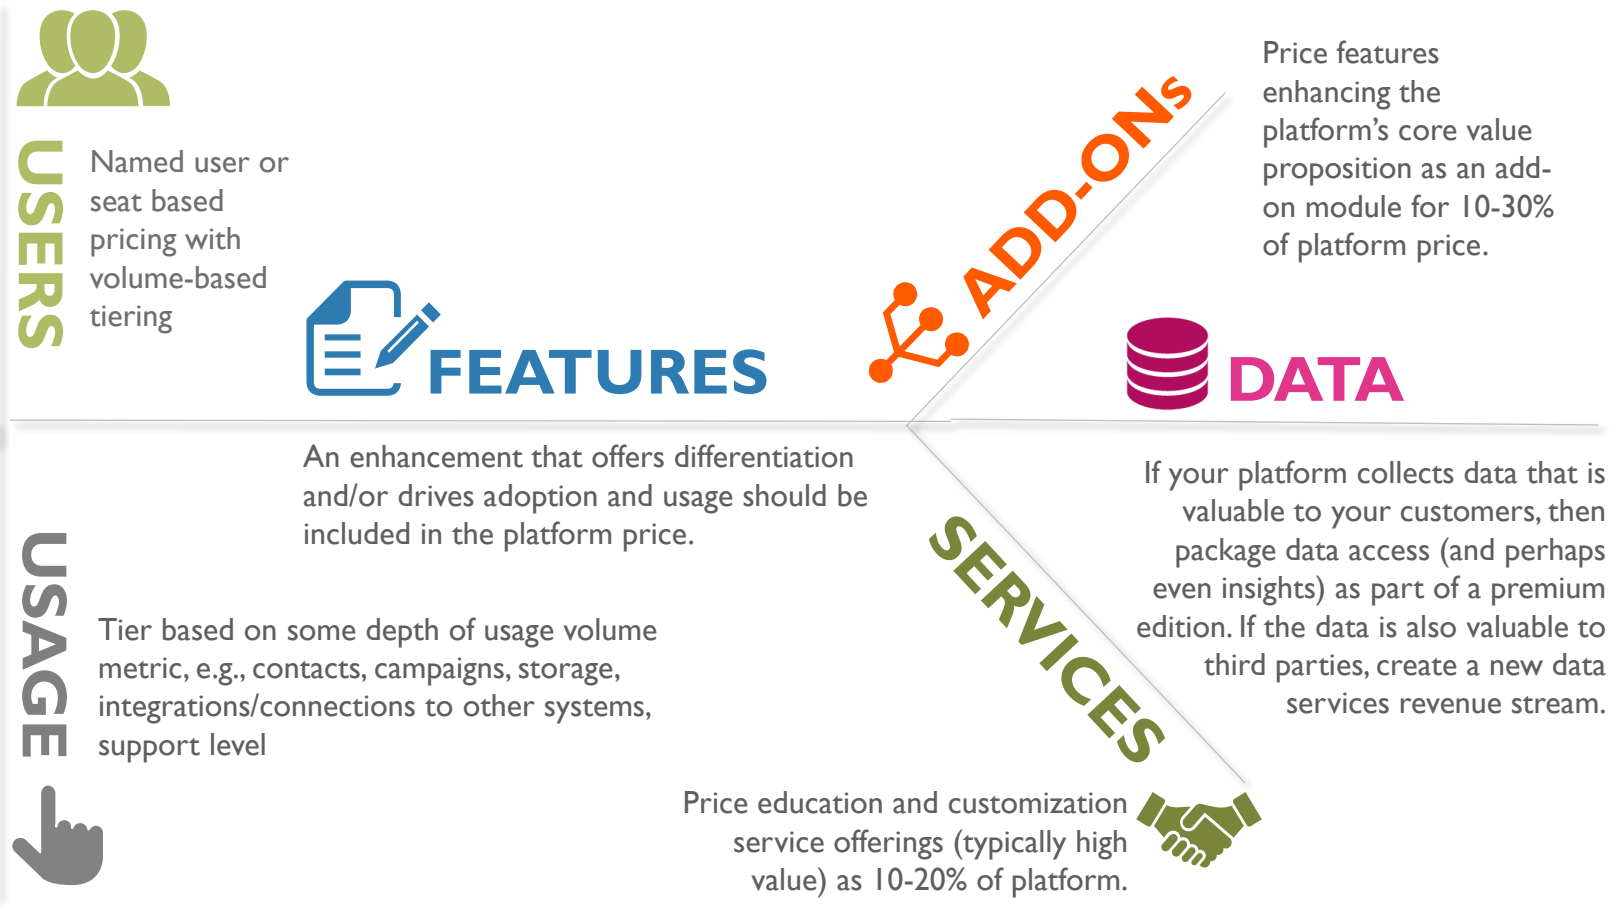 USERS
Named user or
seat based
pricing with
volume-based
tiering
FEATURES
An enhancement that offers differentiation
and/or drives adoption and usage should be
included in the platform price.
USAGE
Tier based on some depth of usage volume
metric, e.g., contacts, campaigns, storage,
integrations/connections to other systems,
support level
ADD-ONs
Price features
enhancing the
platform’s core value
proposition as an add-
on module for 10-30%
of platform price.
DATA
If your platform collects data that is
valuable to your customers, then
package data access (and perhaps
even insights) as part of a premium
edition. If the data is also valuable to
third parties, create a new data
services revenue stream.
SERVICES
Price education and customization
service offerings (typically high
value) as 10-20% of platform.